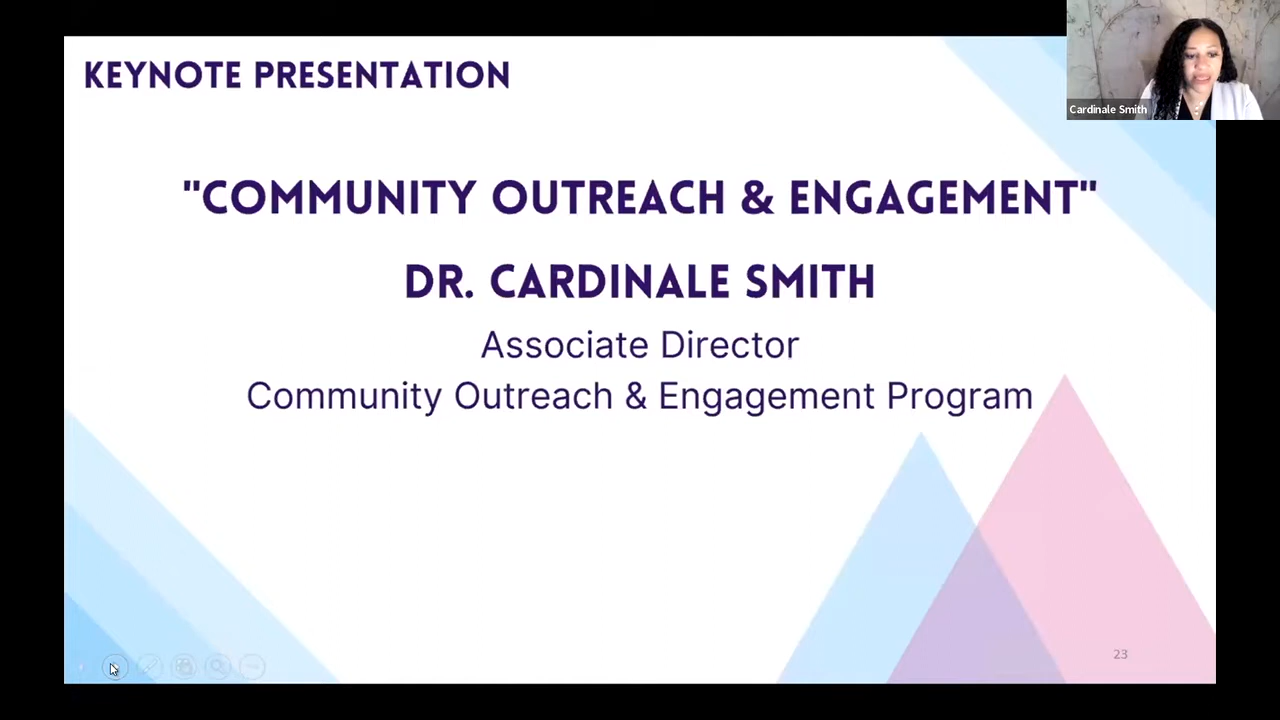 KEYNOTE PRESENTATION
Cardinale Smith
"COMMUNITY OUTREACH & ENGAGEMENT"
DR. CARDINALE SMITH
Associate Director
Community Outreach & Engagement Program
23